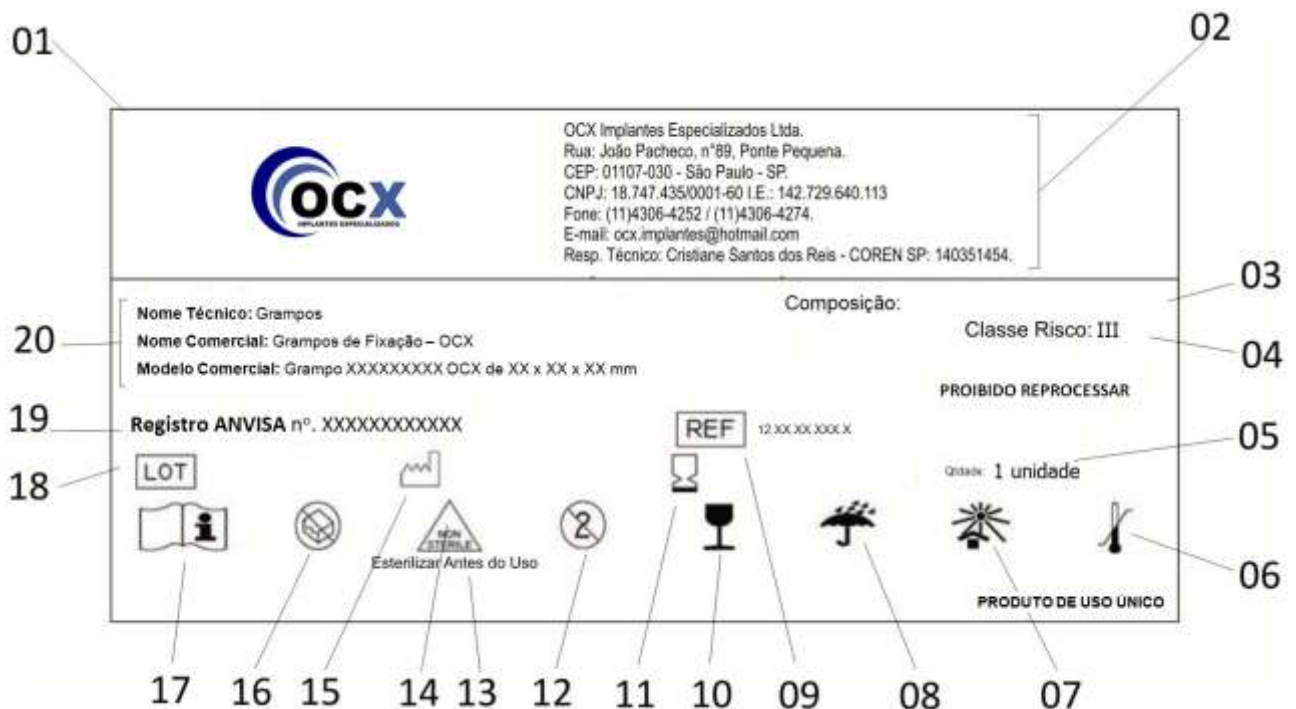 01
02
OCX
IMPLANTES ESPECIALIZADOS
OCX Implantes Especializados Ltda.
Rua: João Pacheco, n°89, Ponte Pequena.
CEP: 01107-030 - São Paulo - SP.
CNPJ: 18.747.435/0001-60 I.E.: 142.729.640.113
Fone: (11)4306-4252 / (11)4306-4274.
E-mail: ocx.implantes@hotmail.com
Resp. Técnico: Cristiane Santos dos Reis - COREN SP: 140351454.
03
Composição:
Nome Técnico: Grampos
Classe Risco: III
20
Nome Comercial: Grampos de Fixação – OCX
04
Modelo Comercial: Grampo XXXXXXXXX OCX de XX x XX x XX mm
PROIBIDO REPROCESSAR
19
Registro ANVISA nº. XXXXXXXXXXXX
REF 12 XX XX XXX X
05
18
LOT
Qtdade: 1 unidade
i
NON STERILE
2
Esterilizar Antes do Uso
06
PRODUTO DE USO ÚNICO
17 16 15 14 13 12 11 10 09 08 07